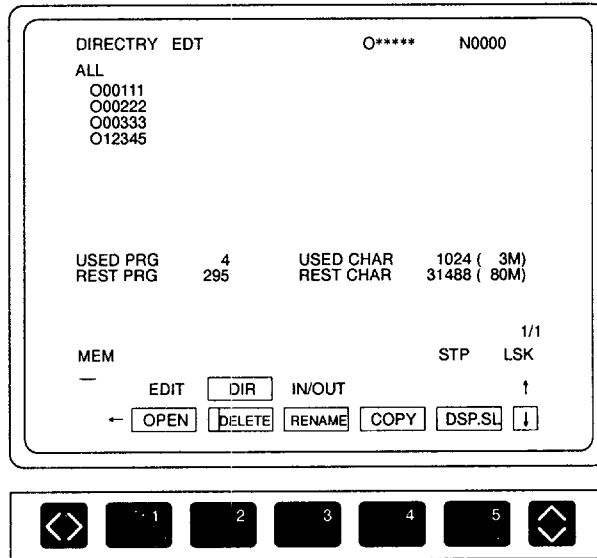 DIRECTRY EDT O***** N0000
ALL
O00111
O00222
O00333
O12345
USED PRG 4 USED CHAR 1024 ( 3M)
REST PRG 295 REST CHAR 31488 ( 80M)
1/1
MEM STP LSK
EDIT DIR IN/OUT ↑
← OPEN DELETE RENAME COPY DSP.SL ↓
1 2 3 4 5